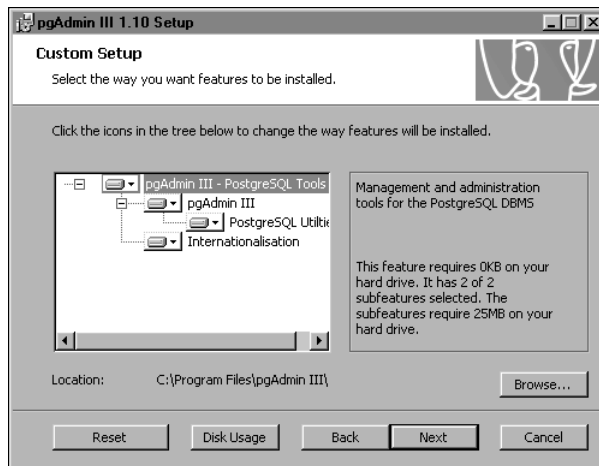 pgAdmin III 1.10 Setup
Custom Setup
Select the way you want features to be installed.
Click the icons in the tree below to change the way features will be installed.
pgAdmin III - PostgreSQL Tools
pgAdmin III
PostgreSQL Utiltie
Internationalisation
Management and administration
tools for the PostgreSQL DBMS
This feature requires 0KB on your
hard drive. It has 2 of 2
subfeatures selected. The
subfeatures require 25MB on your
hard drive.
Location: C:\Program Files\pgAdmin III\
Browse...
Reset Disk Usage Back Next Cancel